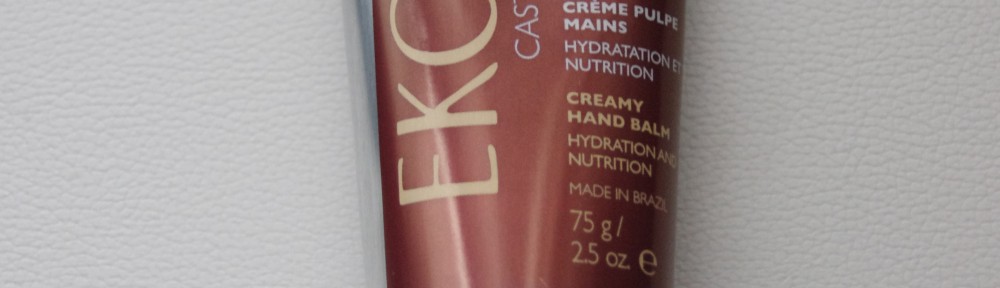 EKO
CAS
CRÈME PULPE
MAINS
HYDRATATION ET
NUTRITION
CREAMY
HAND BALM
HYDRATION AND
NUTRITION
MADE IN BRAZIL
75 g /
2.5 oz. e